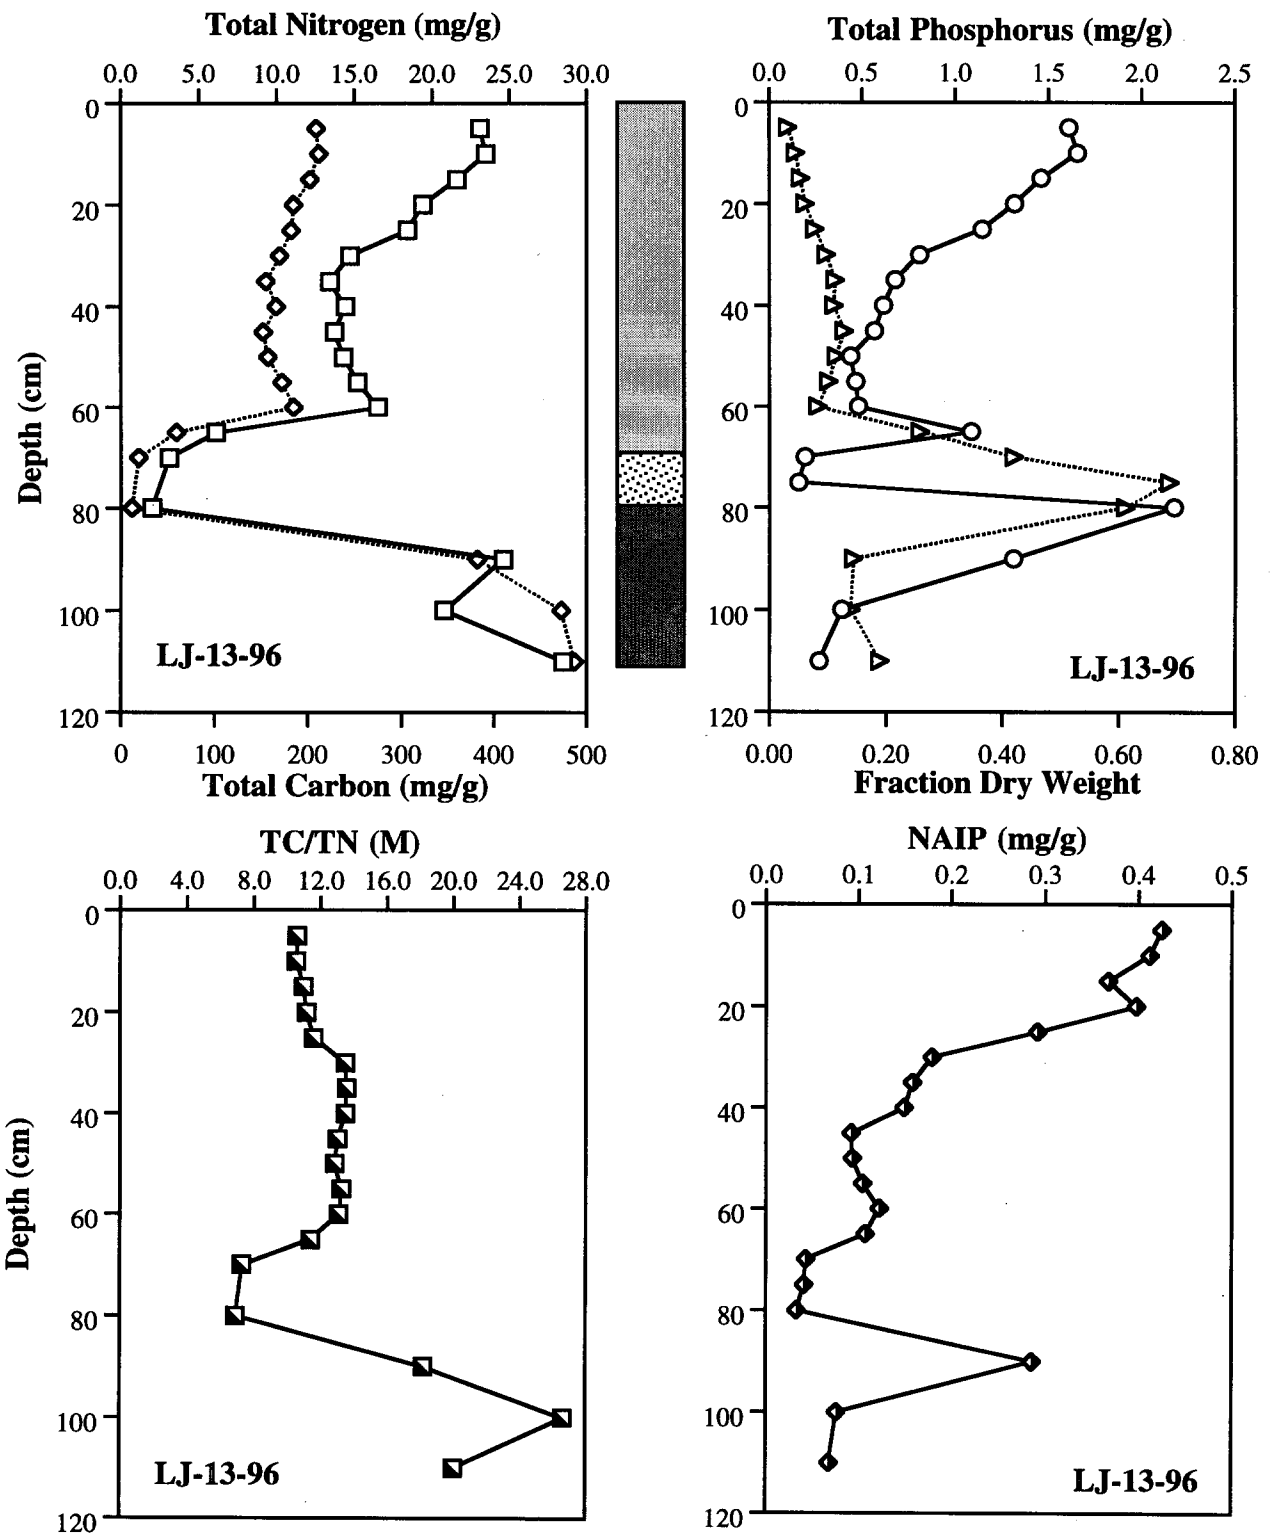 Total Nitrogen (mg/g)
0.0 5.0 10.0 15.0 20.0 25.0 30.0
0
20
40
60
80
100
120
Depth (cm)
LJ-13-96
0 100 200 300 400 500
Total Carbon (mg/g)
Total Phosphorus (mg/g)
0.0 0.5 1.0 1.5 2.0 2.5
0
20
40
60
80
100
120
LJ-13-96
0.00 0.20 0.40 0.60 0.80
Fraction Dry Weight
TC/TN (M)
0.0 4.0 8.0 12.0 16.0 20.0 24.0 28.0
0
20
40
60
80
100
120
Depth (cm)
LJ-13-96
NAIP (mg/g)
0.0 0.1 0.2 0.3 0.4 0.5
0
20
40
60
80
100
120
LJ-13-96